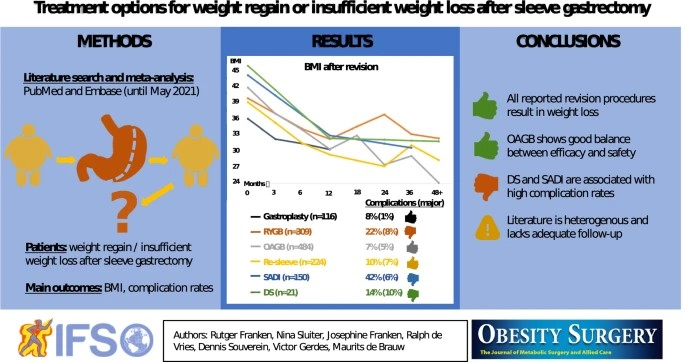 Treatment options for weight regain or insufficient weight loss after sleeve gastrectomy
METHODS
Literature search and meta-analysis:
PubMed and Embase (until May 2021)
?
Patients: weight regain / insufficient
weight loss after sleeve gastrectomy
Main outcomes: BMI, complication rates
RESULTS
BMI after revision
BMI
45
42
39
36
33
30
27
24
Months
0 3 6 12 18 24 36 48+
Complications (major)
Gastroplasty (n=116) 8% (1%)
RYGB (n=309) 22% (8%)
OAGB (n=484) 7% (5%)
Re-sleeve (n=224) 10% (7%)
SADI (n=150) 42% (6%)
DS (n=21) 14% (10%)
CONCLUSIONS
All reported revision procedures
result in weight loss
OAGB shows good balance
between efficacy and safety
DS and SADI are associated with
high complication rates
Literature is heterogenous and
lacks adequate follow-up
IFSO
Authors: Rutger Franken, Nina Sluiter, Josephine Franken, Ralph de
Vries, Dennis Souverein, Victor Gerdes, Maurits de Brauw
OBESITY SURGERY
The Journal of Metabolic Surgery and Allied Care